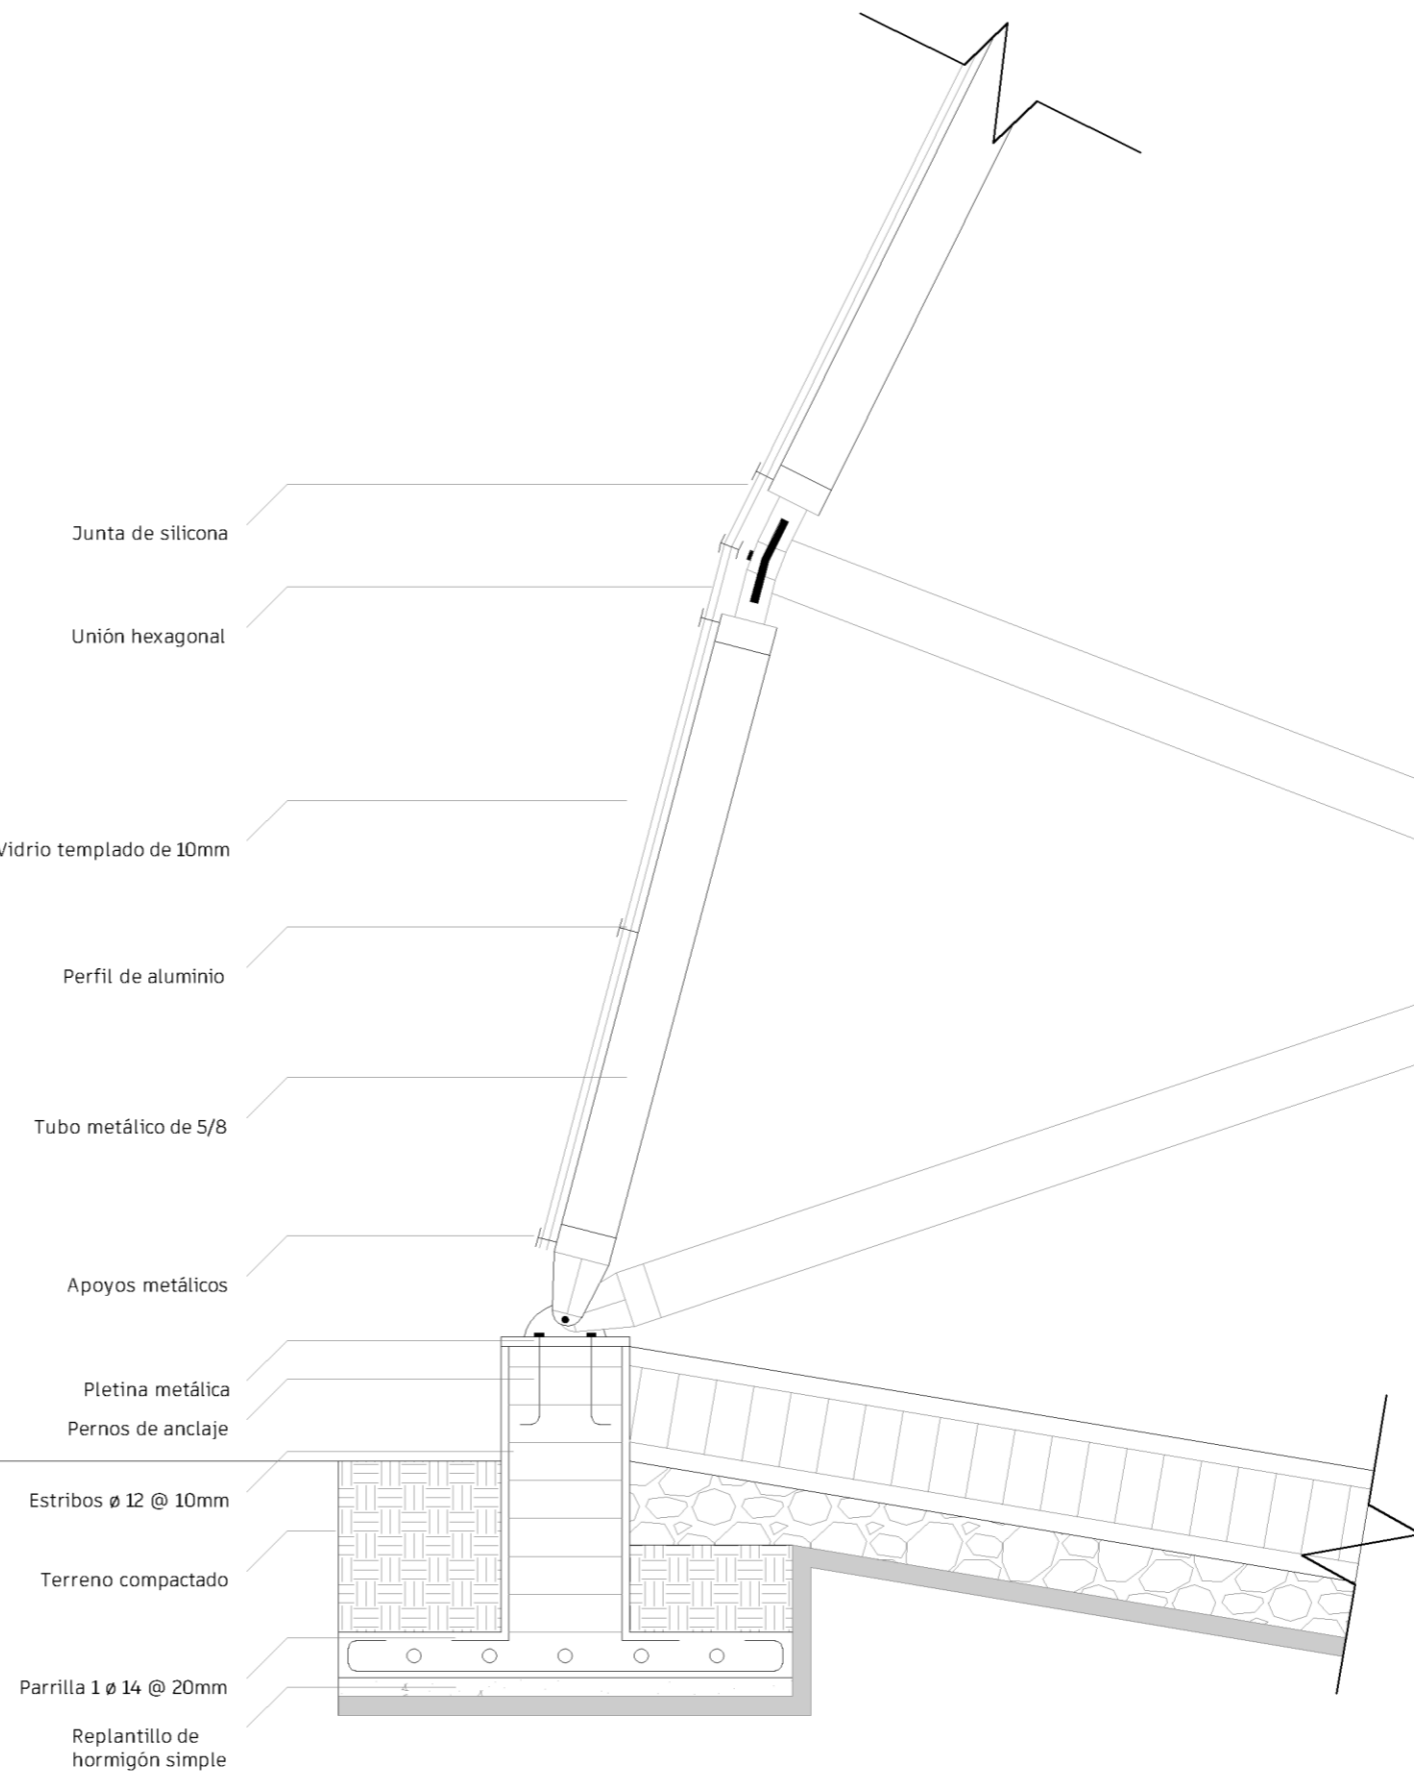 Junta de silicona
Unión hexagonal
Vidrio templado de 10mm
Perfil de aluminio
Tubo metálico de 5/8
Apoyos metálicos
Pletina metálica
Pernos de anclaje
Estribos ø 12 @ 10mm
Terreno compactado
Parrilla 1 ø 14 @ 20mm
Replantillo de
hormigón simple